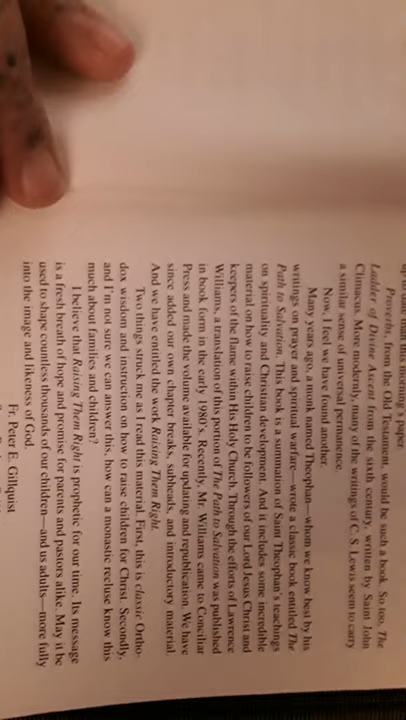 up to date than this morning's paper.
Proverbs, from the Old Testament, would be such a book. So too, The
Ladder of Divine Ascent from the sixth century, written by Saint John
Climacus. More modernly, many of the writings of C. S. Lewis seem to carry
a similar sense of universal permanence.
Now, I feel we have found another.
Many years ago, a monk named Theophan—whom we know best by his
writings on prayer and spiritual warfare—wrote a classic book entitled The
Path to Salvation. This book is a summation of Saint Theophan's teachings
on spirituality and Christian development. And it includes some incredible
material on how to raise children to be followers of our Lord Jesus Christ and
keepers of the flame within His Holy Church. Through the efforts of Lawrence
Williams, a translation of this portion of The Path to Salvation was published
in book form in the early 1980's. Recently, Mr. Williams came to Conciliar
Press and made the volume available for updating and republication. We have
since added our own chapter breaks, subheads, and introductory material.
And we have entitled the work Raising Them Right.
Two things struck me as I read this material. First, this is classic Ortho-
dox wisdom and instruction on how to raise children for Christ. Secondly,
and I'm not sure we can answer this, how can a monastic recluse know this
much about families and children?
I believe that Raising Them Right is prophetic for our time. Its message
is a fresh breath of hope and promise for parents and pastors alike. May it be
used to shape countless thousands of our children—and us adults—more fully
into the image and likeness of God.
Fr. Peter E. Gillquist